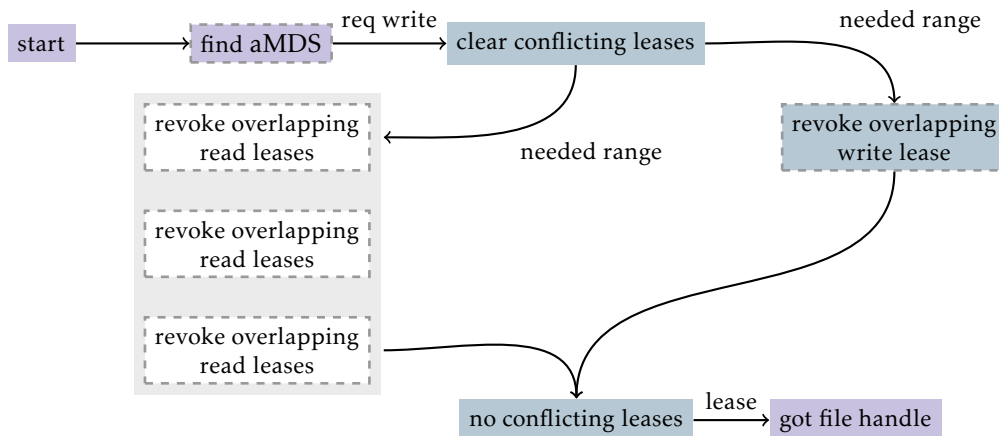 start
find aMDS
req write
clear conflicting leases
needed range
revoke overlapping
read leases
needed range
revoke overlapping
write lease
revoke overlapping
read leases
revoke overlapping
read leases
no conflicting leases
lease
got file handle